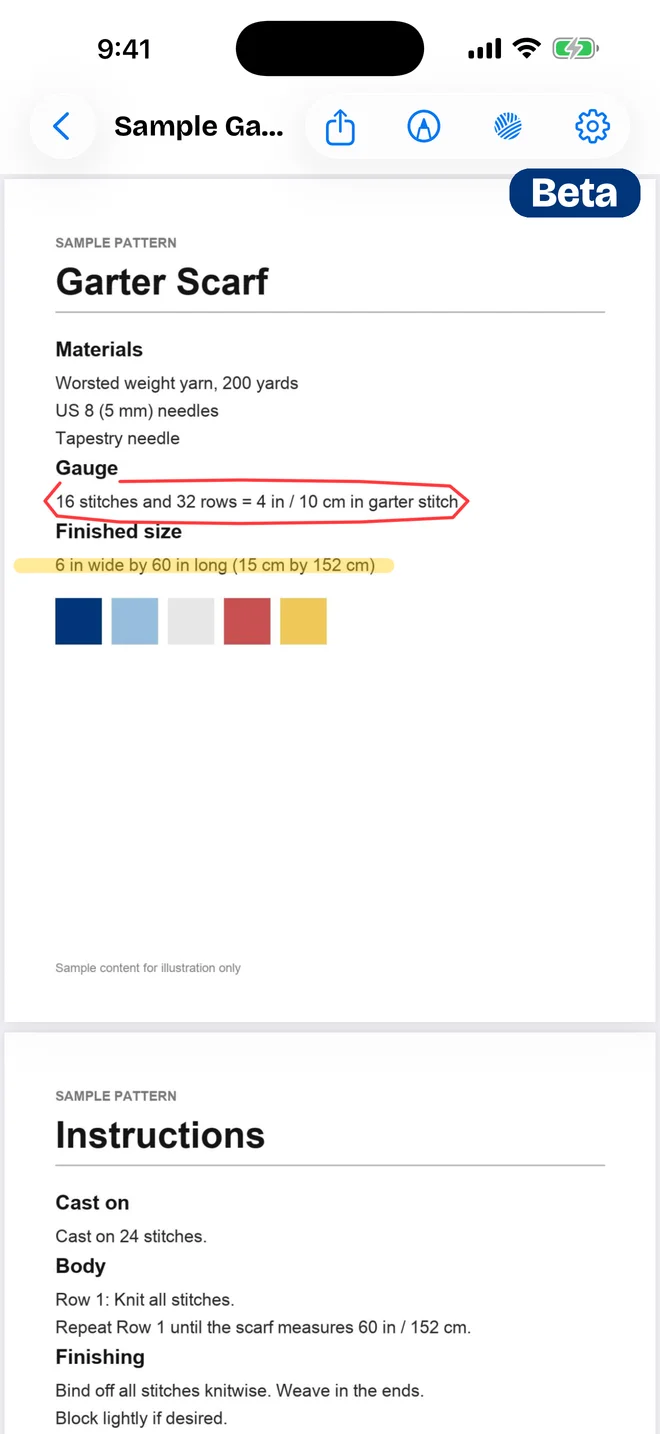 9:41
Sample Ga...
Beta
SAMPLE PATTERN
Garter Scarf
Materials
Worsted weight yarn, 200 yards
US 8 (5 mm) needles
Tapestry needle
Gauge
16 stitches and 32 rows = 4 in / 10 cm in garter stitch
Finished size
6 in wide by 60 in long (15 cm by 152 cm)
Sample content for illustration only
SAMPLE PATTERN
Instructions
Cast on
Cast on 24 stitches.
Body
Row 1: Knit all stitches.
Repeat Row 1 until the scarf measures 60 in / 152 cm.
Finishing
Bind off all stitches knitwise. Weave in the ends.
Block lightly if desired.